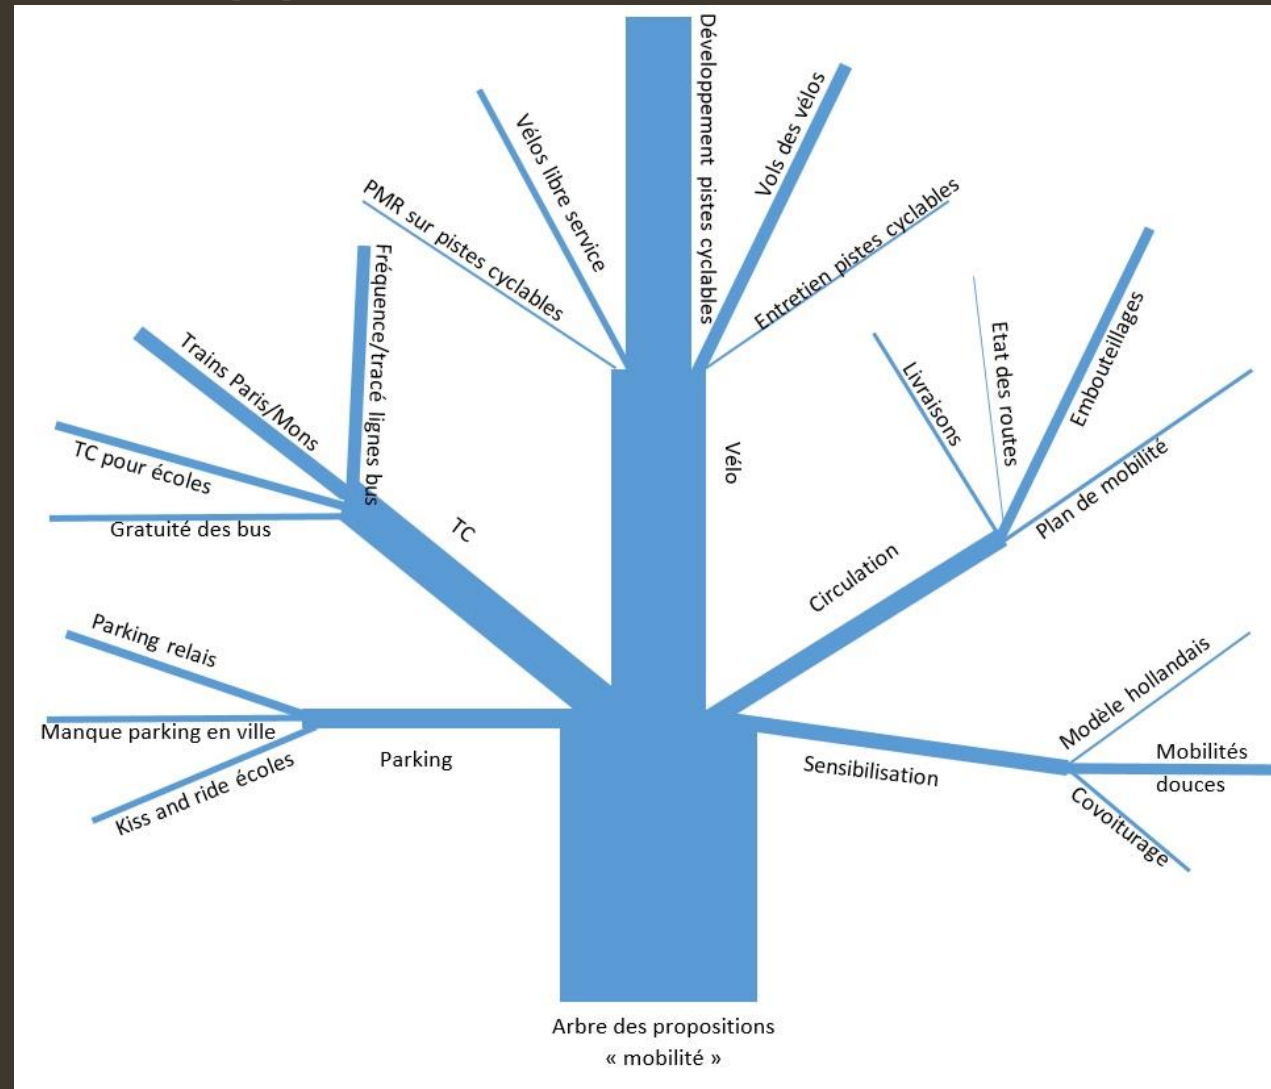 Développement pistes cyclables
Vols des vélos
Vélos libre service
PMR sur pistes cyclables
Entretien pistes cyclables
Fréquence/tracé lignes bus
Trains Paris/Mons
TC pour écoles
Gratuité des bus
TC
Vélo
Livraisons
Etat des routes
Embouteillages
Plan de mobilité
Circulation
Parking relais
Manque parking en ville
Kiss and ride écoles
Parking
Sensibilisation
Modèle hollandais
Mobilités
douces
Covoiturage
Arbre des propositions
« mobilité »